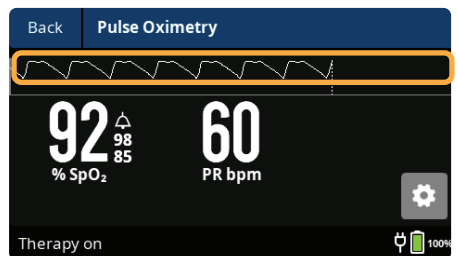 Back Pulse Oximetry
92 98 60
85
% SpO₂ PR bpm
Therapy on 100%